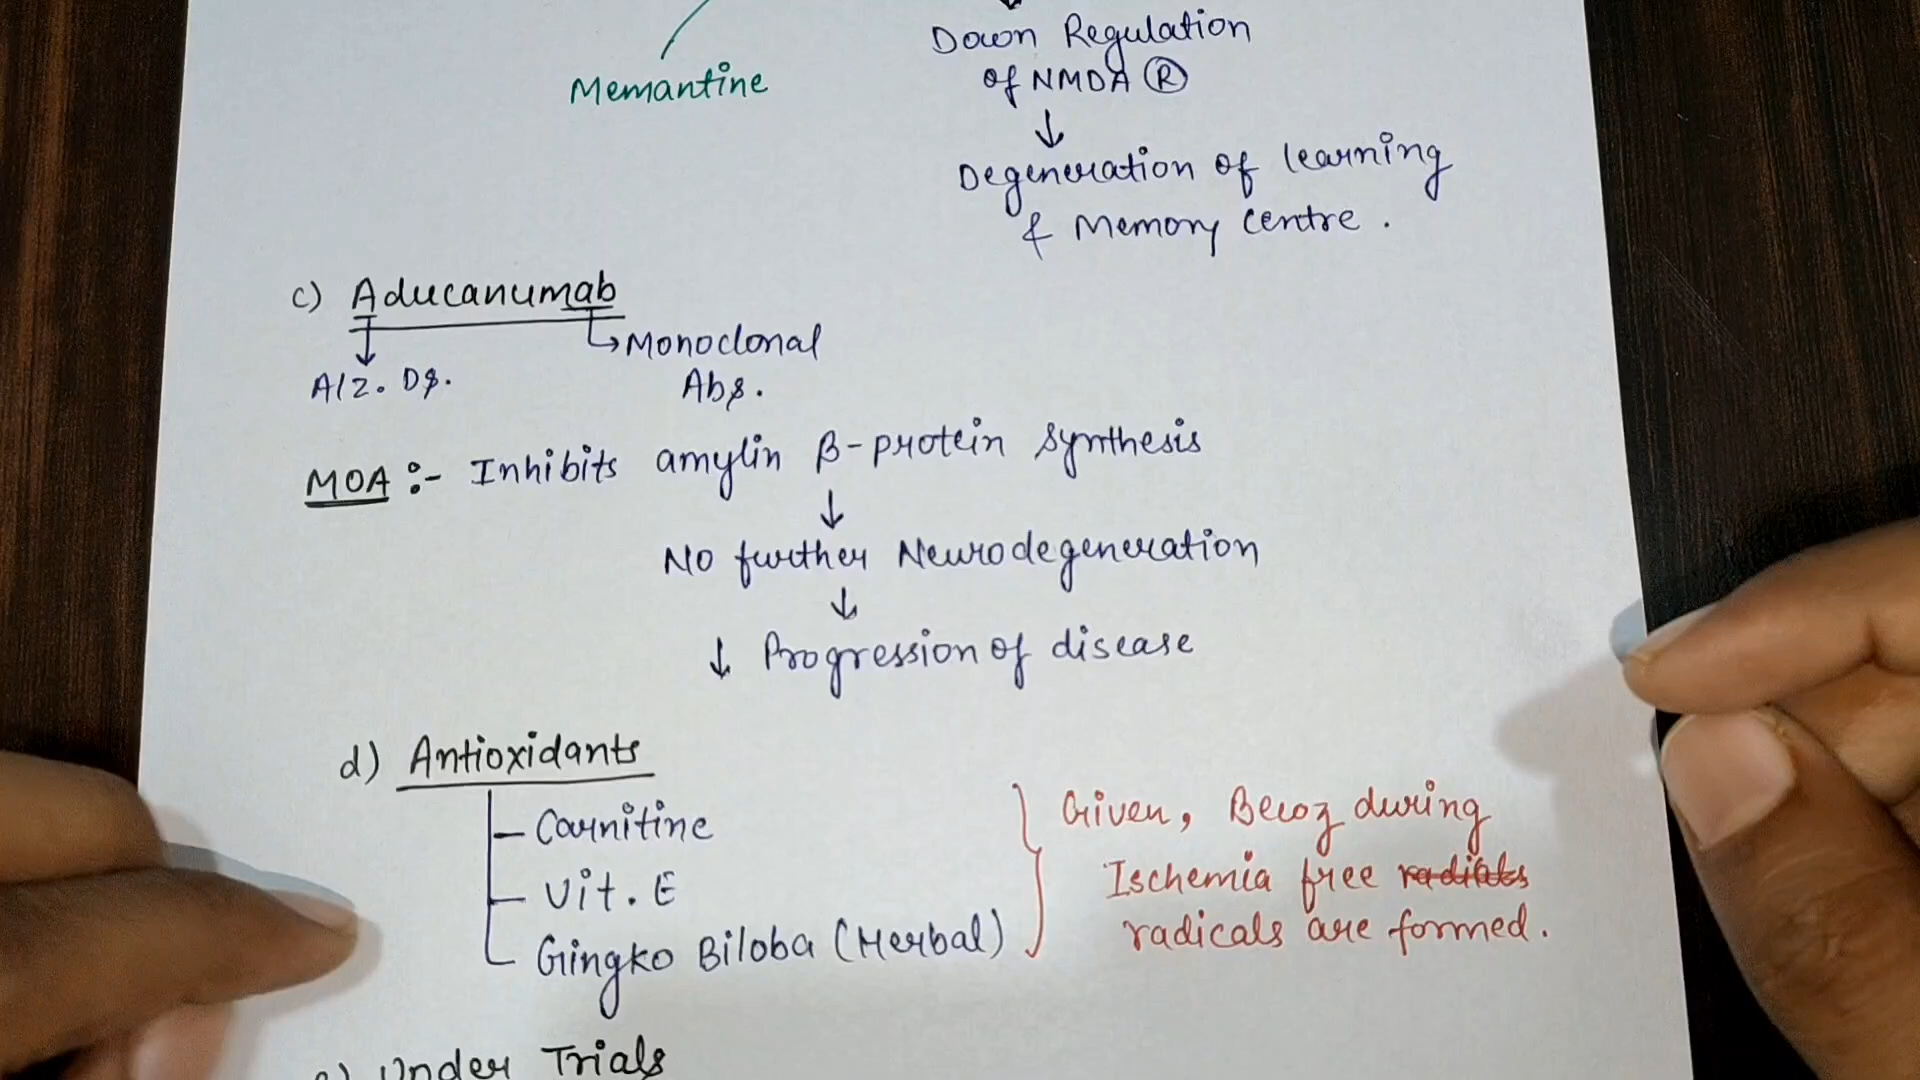 Down Regulation
Memantine
of NMDA Ⓡ
↓
Degeneration of learning
& Memory centre.
c) Aducanumab
→Monoclonal
Alz. Ds.
Abs.
MOA :- Inhibits amylin β-protein synthesis
↓
No further Neurodegeneration
↓
↓ Progression of disease
d) Antioxidants
Carnitine
Vit. E
Gingko Biloba (Herbal)
Given, Becoz during
Ischemia free radicals
radicals are formed.
e) Under Trials